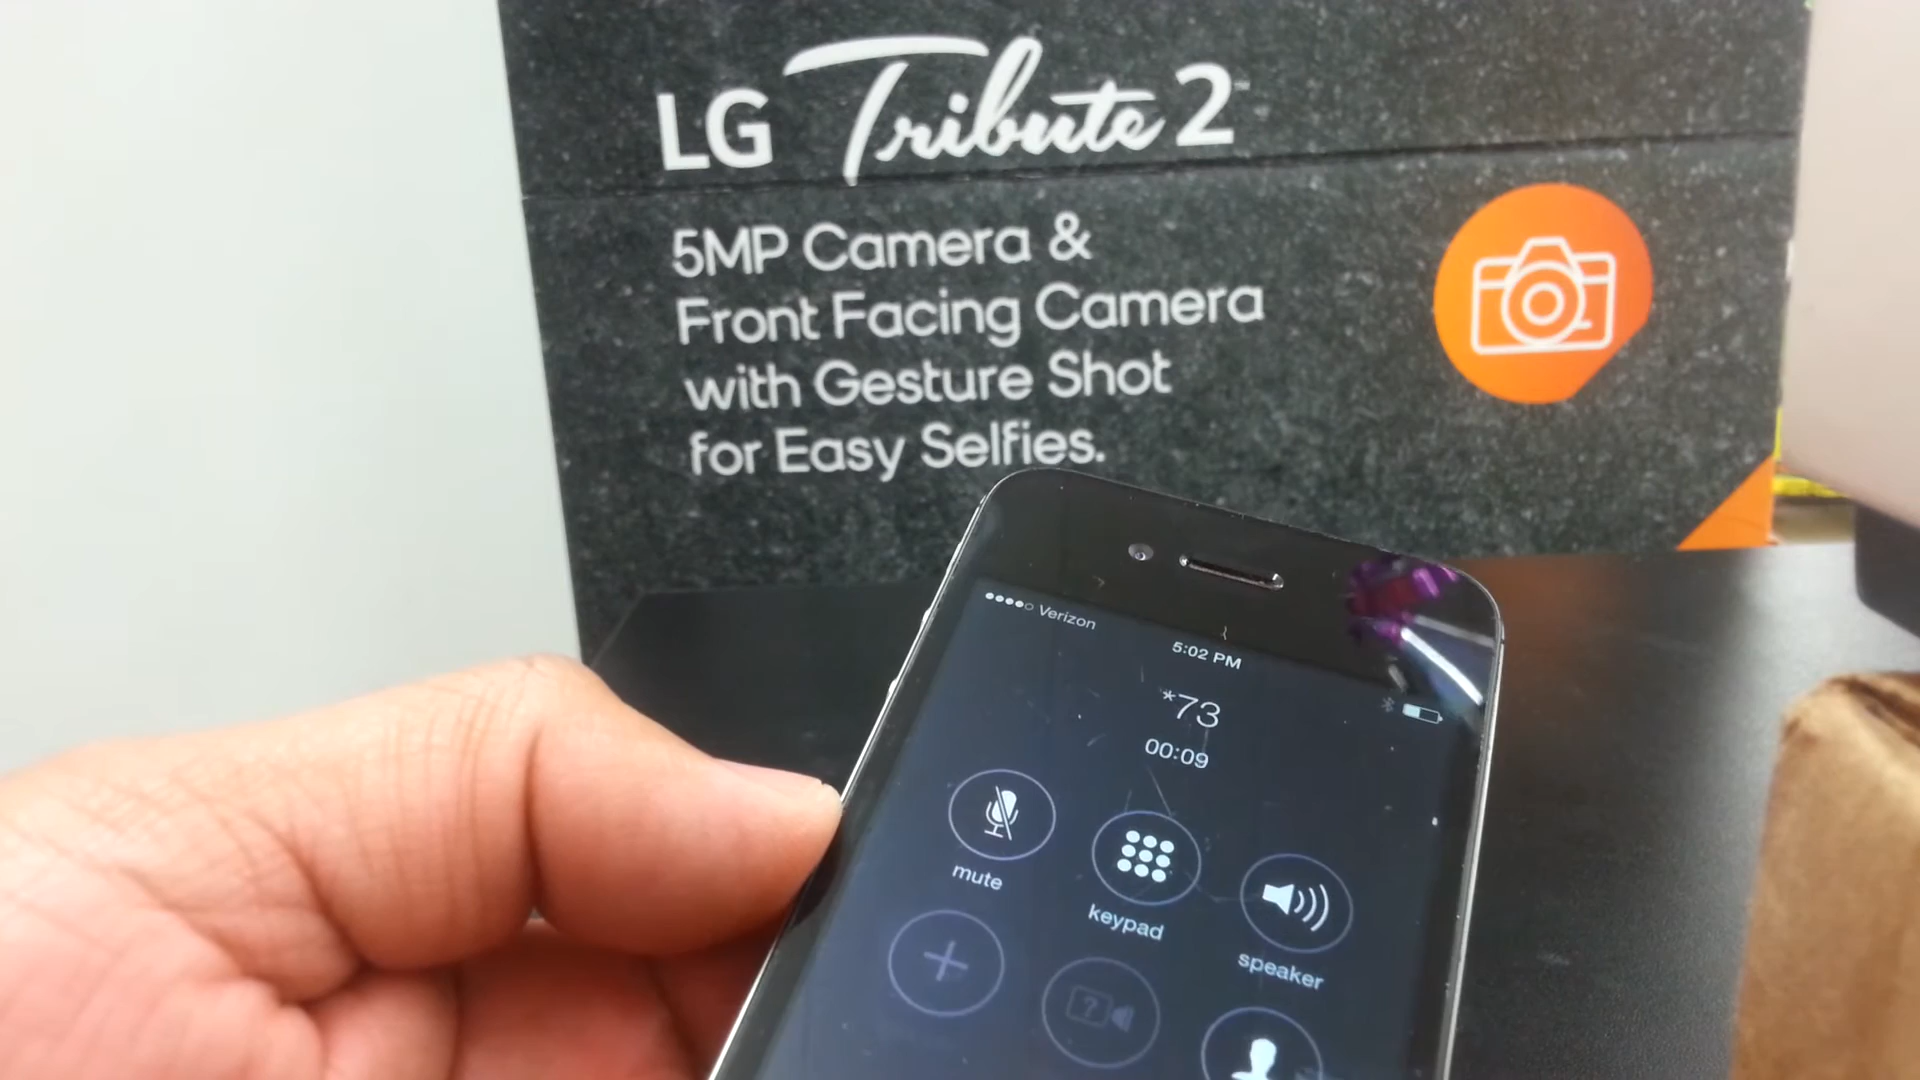 LG Tribute 2™
5MP Camera &
Front Facing Camera
with Gesture Shot
for Easy Selfies.
Verizon
5:02 PM
*73
00:09
mute
keypad
speaker